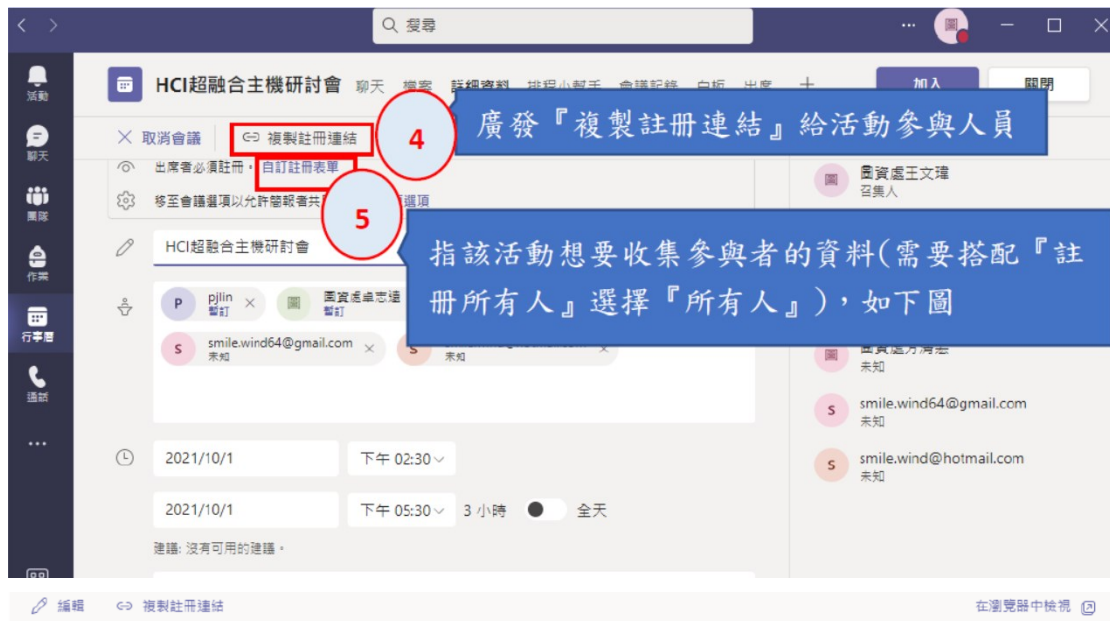 搜尋
圖
活動
聊天
團隊
作業
行事曆
通話
HCI超融合主機研討會 聊天 檔案 詳細資料 排程小幫手 會議記錄 白板 出席
加入
關閉
取消會議
複製註冊連結
4
廣發『複製註冊連結』給活動參與人員
出席者必須註冊。自訂註冊表單
移至會議選項以允許簡報者共
選項
5
指該活動想要收集參與者的資料(需要搭配『註
冊所有人』選擇『所有人』)，如下圖
HCI超融合主機研討會
P pjlin
暫訂
圖 圖資處卓志遠
暫訂
S smile.wind64@gmail.com
未知
S
未知
圖 圖資處王文瑋
召集人
圖
未知
S smile.wind64@gmail.com
未知
S smile.wind@hotmail.com
未知
2021/10/1 下午 02:30
2021/10/1 下午 05:30 3 小時 全天
建議: 沒有可用的建議。
編輯 複製註冊連結 在瀏覽器中檢視